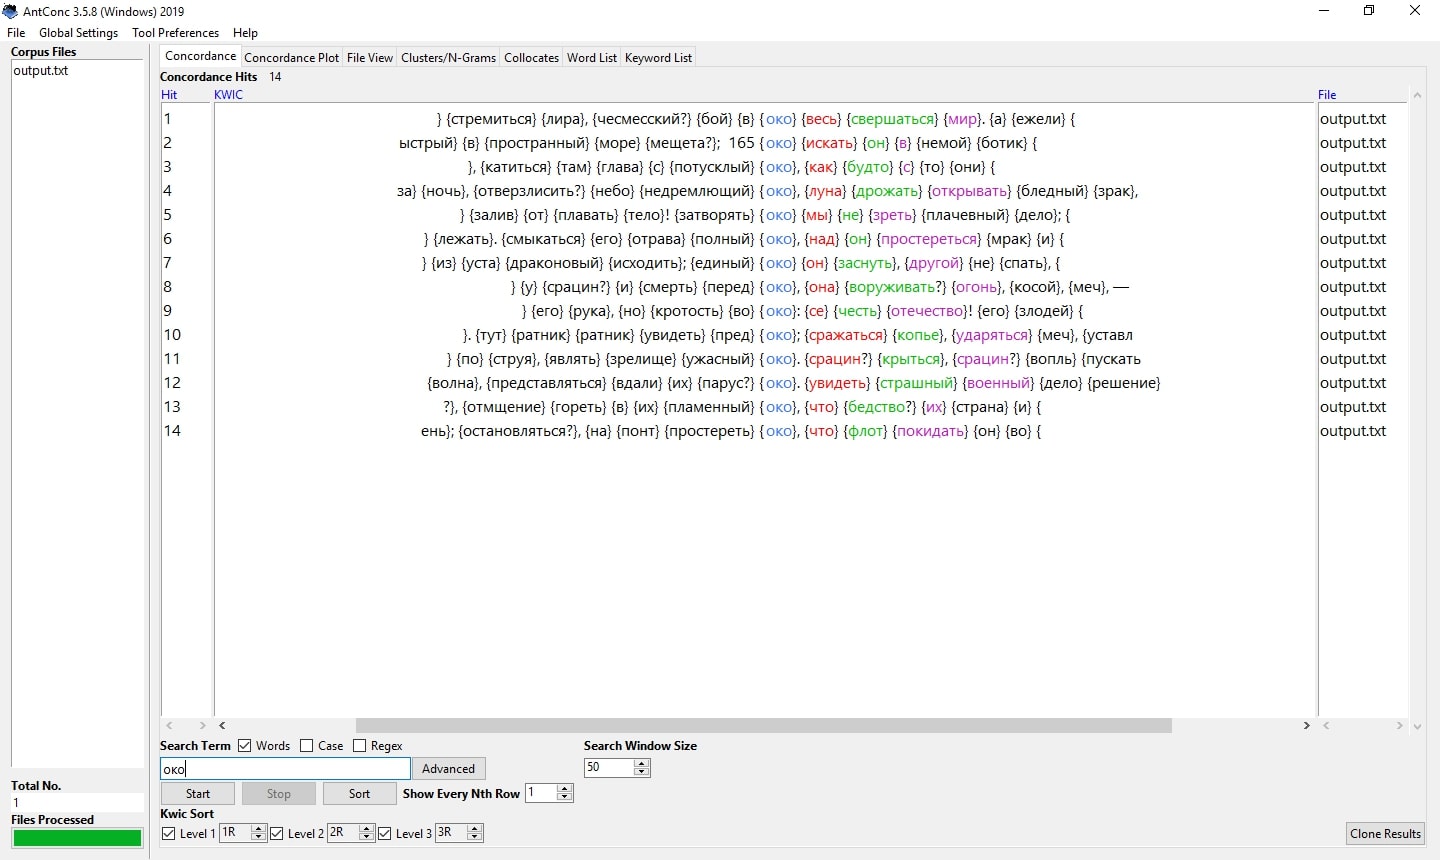 AntConc 3.5.8 (Windows) 2019
File Global Settings Tool Preferences Help
Corpus Files
output.txt
Concordance Concordance Plot File View Clusters/N-Grams Collocates Word List Keyword List
Concordance Hits 14
Hit KWIC File
1 } {стремиться} {лира}, {чесмесский?} {бой} {в} {око} {весь} {свершаться} {мир}. {а} {ежели} { output.txt
2 ыстрый} {в} {пространный} {море} {мещета?}; 165 {око} {искать} {он} {в} {немой} {ботик} { output.txt
3 }, {катиться} {там} {глава} {с} {потусклый} {око}, {как} {будто} {с} {то} {они} { output.txt
4 за} {ночь}, {отверзлисить?} {небо} {недремлющий} {око}, {луна} {дрожать} {открывать} {бледный} {зрак}, output.txt
5 } {залив} {от} {плавать} {тело}! {затворять} {око} {мы} {не} {зреть} {плачевный} {дело}; { output.txt
6 } {лежать}. {смыкаться} {его} {отрава} {полный} {око}, {над} {он} {простереться} {мрак} {и} { output.txt
7 } {из} {уста} {драконовый} {исходить}; {единый} {око} {он} {заснуть}, {другой} {не} {спать}, { output.txt
8 } {у} {срацин?} {и} {смерть} {перед} {око}, {она} {воруживать?} {огонь}, {косой}, {меч}, — output.txt
9 } {его} {рука}, {но} {кротость} {во} {око}: {се} {честь} {отечество}! {его} {злодей} { output.txt
10 }. {тут} {ратник} {ратник} {увидеть} {пред} {око}; {сражаться} {копье}, {ударяться} {меч}, {уставл output.txt
11 } {по} {струя}, {являть} {зрелище} {ужасный} {око}. {срацин?} {крыться}, {срацин?} {вопль} {пускать output.txt
12 {волна}, {представляться} {вдали} {их} {парус?} {око}. {увидеть} {страшный} {военный} {дело} {решение} output.txt
13 ?}, {отмщение} {гореть} {в} {их} {пламенный} {око}, {что} {бедство?} {их} {страна} {и} { output.txt
14 ень}; {остановляться?}, {на} {понт} {простереть} {око}, {что} {флот} {покидать} {он} {во} { output.txt
Search Term Words Case Regex Search Window Size
око Advanced 50
Start Stop Sort Show Every Nth Row 1
Total No.
1
Files Processed
Kwic Sort
Level 1 1R Level 2 2R Level 3 3R Clone Results